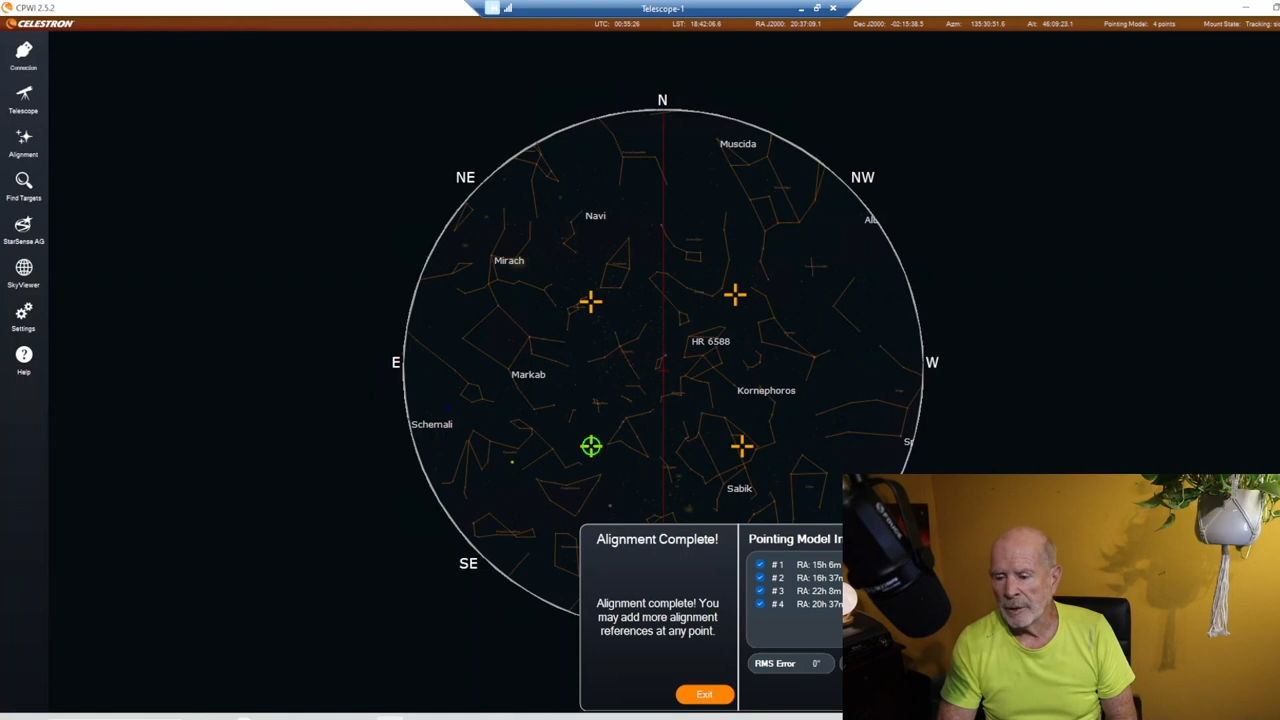 CPWI 2.5.2
Telescope-1
CELESTRON
UTC: 00:55:26 LST: 18:42:06.6 RA J2000: 20:37:09.1 Dec J2000: -02:15:38.5 Azm: 135:30:51.6 Alt: 46:09:23.1 Pointing Model: 4 points Mount State: Tracking: si
Connection
Telescope
Alignment
Find Targets
StarSense AG
SkyViewer
Settings
?
Help
N
NE
NW
E
W
SE
Muscida
Navi
Mirach
HR 6588
Markab
Kornephoros
Schemali
Sabik
Alignment Complete!
Alignment complete! You
may add more alignment
references at any point.
Exit
Pointing Model In
# 1 RA: 15h 6m
# 2 RA: 16h 37m
# 3 RA: 22h 8m
# 4 RA: 20h 37m
RMS Error 0"